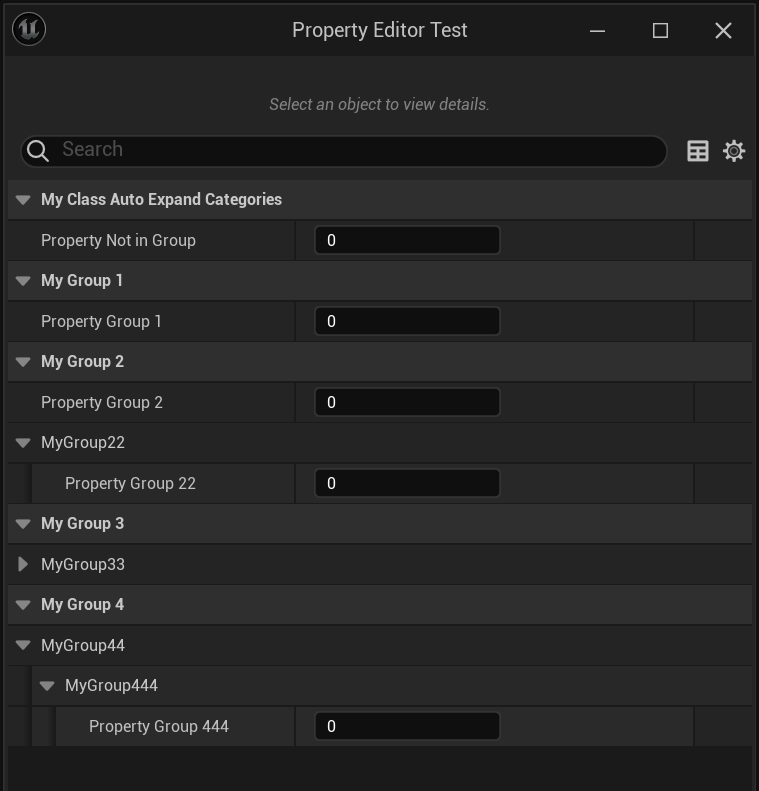 Property Editor Test
Select an object to view details.
Search
My Class Auto Expand Categories
Property Not in Group 0
My Group 1
Property Group 1 0
My Group 2
Property Group 2 0
MyGroup22
Property Group 22 0
My Group 3
MyGroup33
My Group 4
MyGroup44
MyGroup444
Property Group 444 0